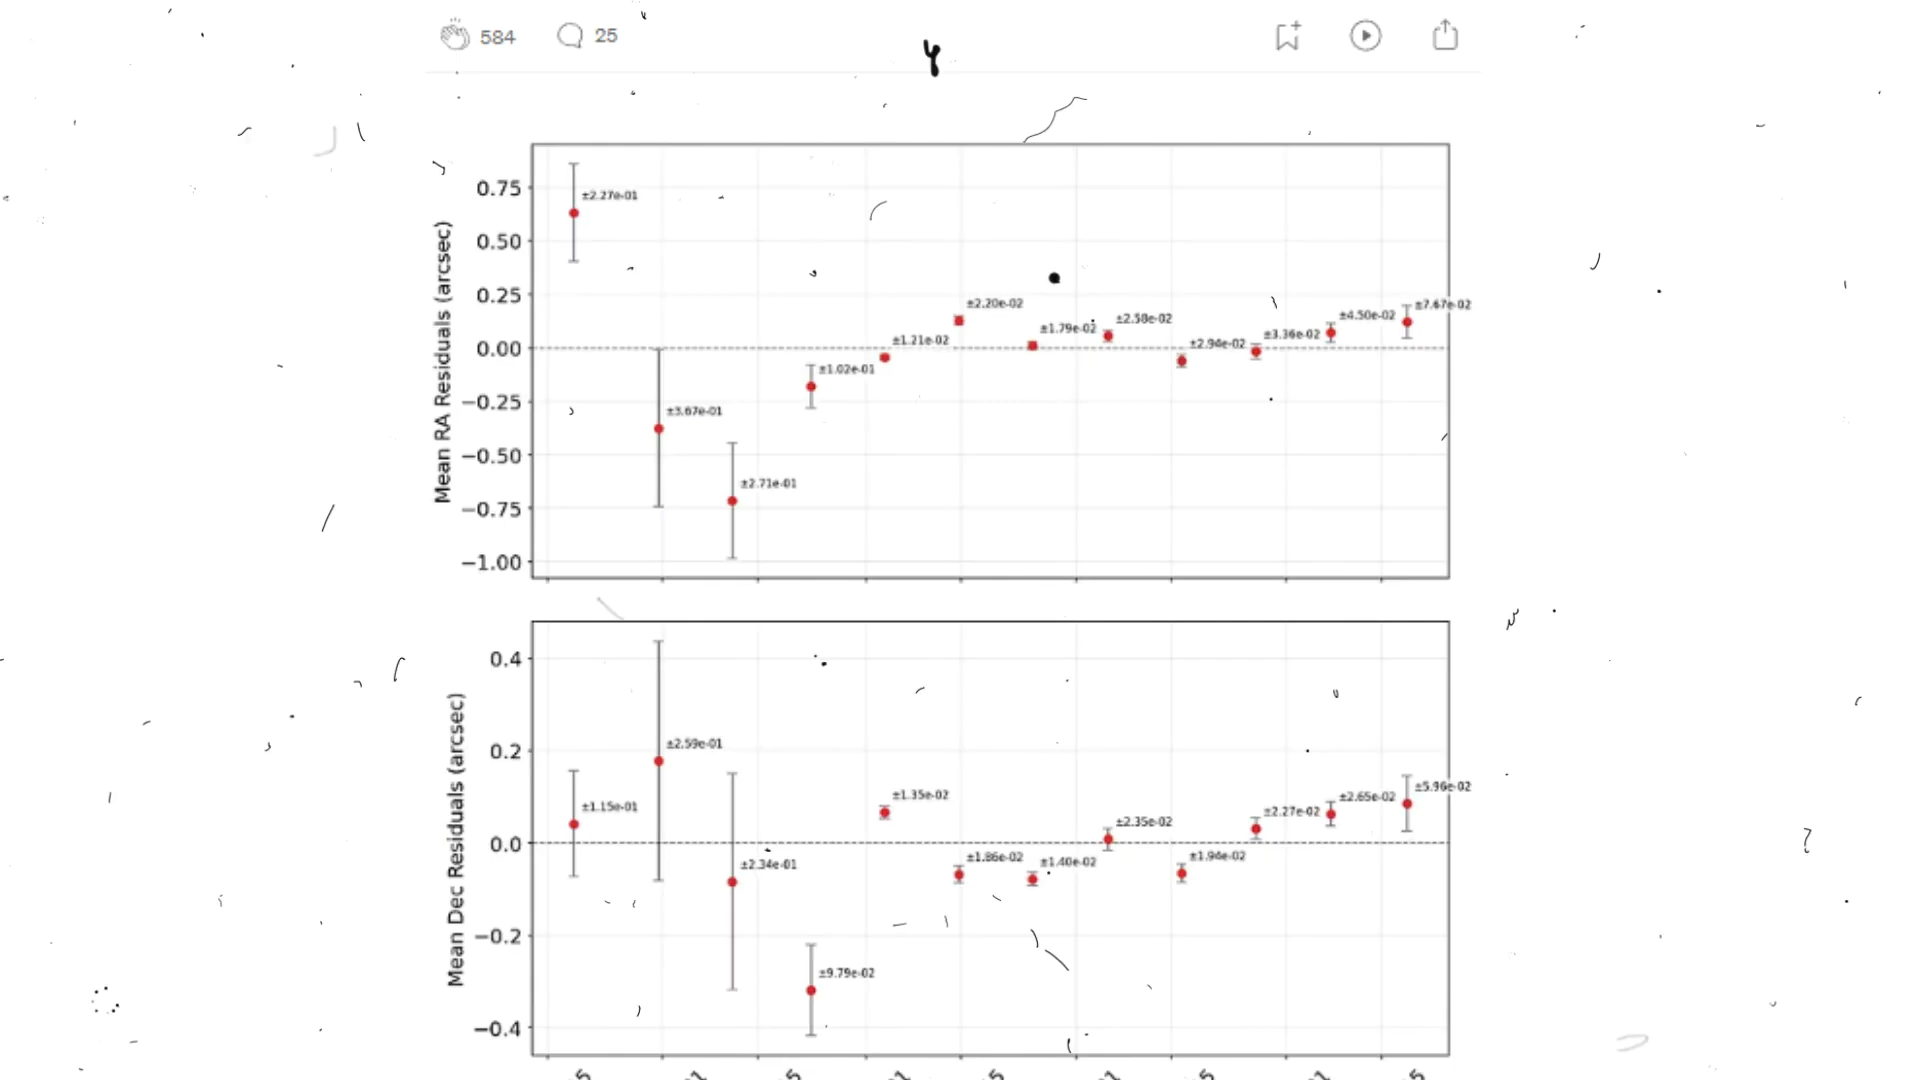 584 25
Mean RA Residuals (arcsec)
0.75
0.50
0.25
0.00
−0.25
−0.50
−0.75
−1.00
±2.27e-01
±3.67e-01
±2.71e-01
±1.02e-01
±1.21e-02
±2.20e-02
±1.79e-02
±2.58e-02
±2.94e-02
±3.36e-02
±4.50e-02
±7.67e-02
Mean Dec Residuals (arcsec)
0.4
0.2
0.0
−0.2
−0.4
±1.15e-01
±2.59e-01
±2.34e-01
±9.79e-02
±1.35e-02
±1.86e-02
±1.40e-02
±2.35e-02
±1.94e-02
±2.27e-02
±2.65e-02
±5.96e-02